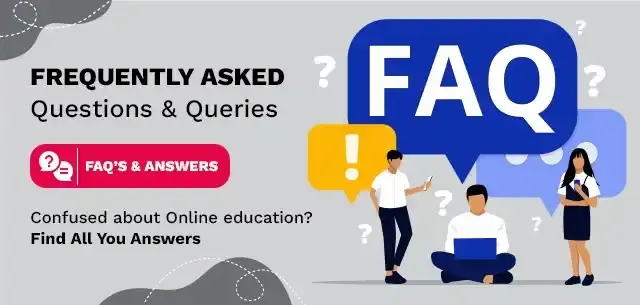 FREQUENTLY ASKED
Questions & Queries
FAQ'S & ANSWERS
Confused about Online education?
Find All You Answers
FAQ
?
?
?
!
?
?
?
?